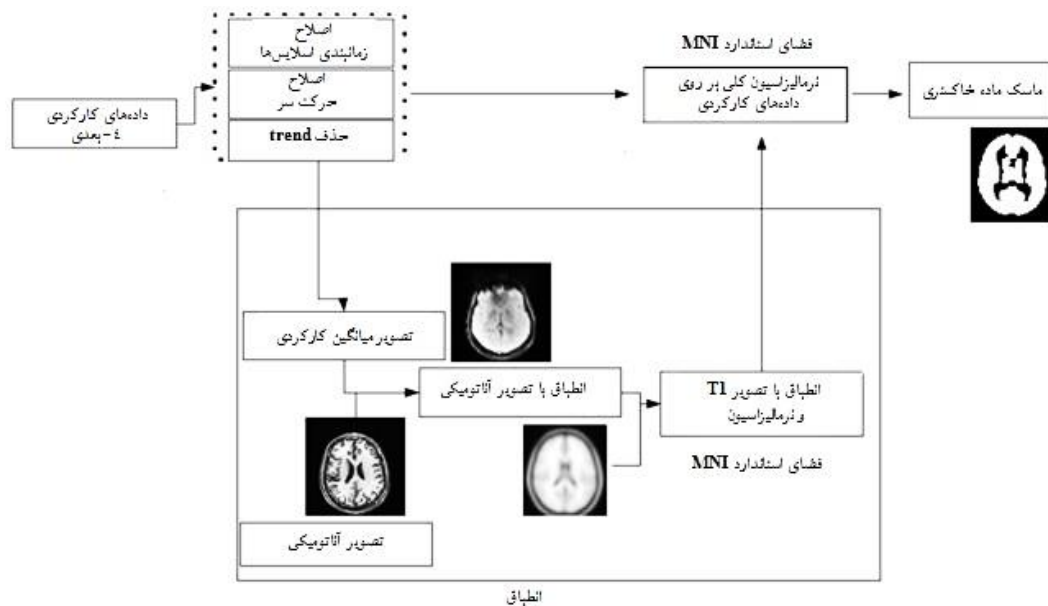 اصلاح
زمانبندی اسلایس‌ها
اصلاح
حرکت سر
حذف trend
داده‌های کارکردی
٤-بعدی
فضای استاندارد MNI
نرمالیزاسیون کلی بر روی
داده‌های کارکردی
ماسک ماده خاکستری
تصویر میانگین کارکردی
انطباق با تصویر آناتومیکی
انطباق با تصویر T1
و نرمالیزاسیون
فضای استاندارد MNI
تصویر آناتومیکی
انطباق